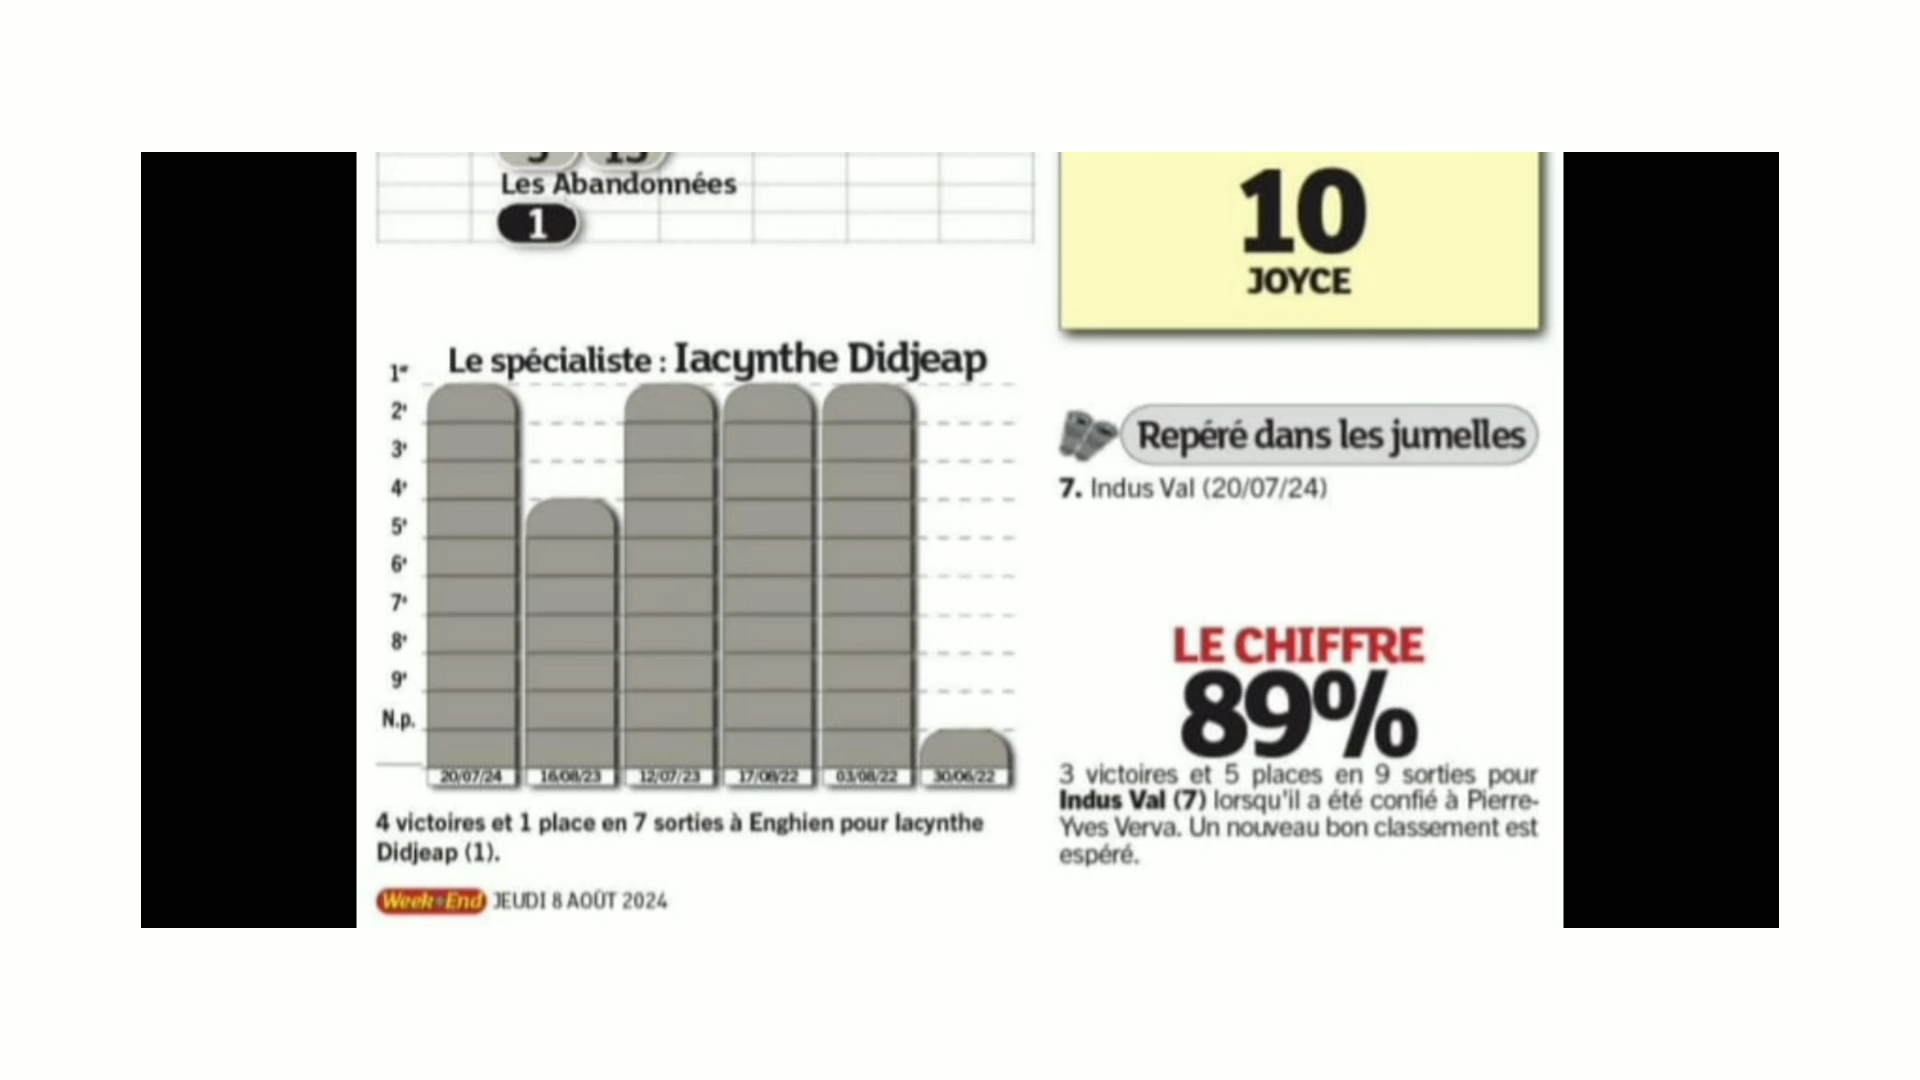 Les Abandonnées
1
10
JOYCE
Le spécialiste : Iacynthe Didjeap
1er
2e
3e
4e
5e
6e
7e
8e
9e
N.p.
20/07/24 16/08/23 12/07/23 17/08/22 03/08/22 30/06/22
4 victoires et 1 place en 7 sorties à Enghien pour Iacynthe
Didjeap (1).
Week-End JEUDI 8 AOÛT 2024
Repéré dans les jumelles
7. Indus Val (20/07/24)
LE CHIFFRE
89%
3 victoires et 5 places en 9 sorties pour
Indus Val (7) lorsqu'il a été confié à Pierre-
Yves Verva. Un nouveau bon classement est
espéré.